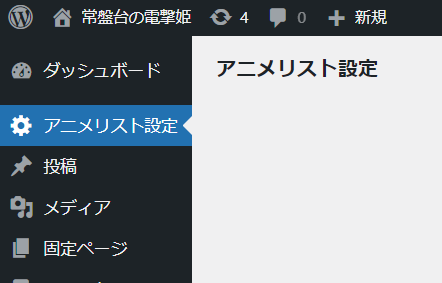 常盤台の電撃姫 4 0 新規
ダッシュボード
アニメリスト設定
アニメリスト設定
投稿
メディア
固定ページ